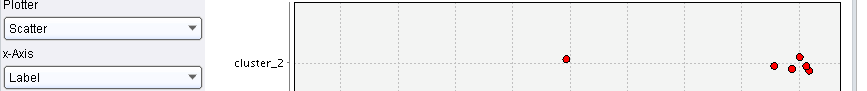 Plotter
Scatter
x-Axis
Label
cluster_2